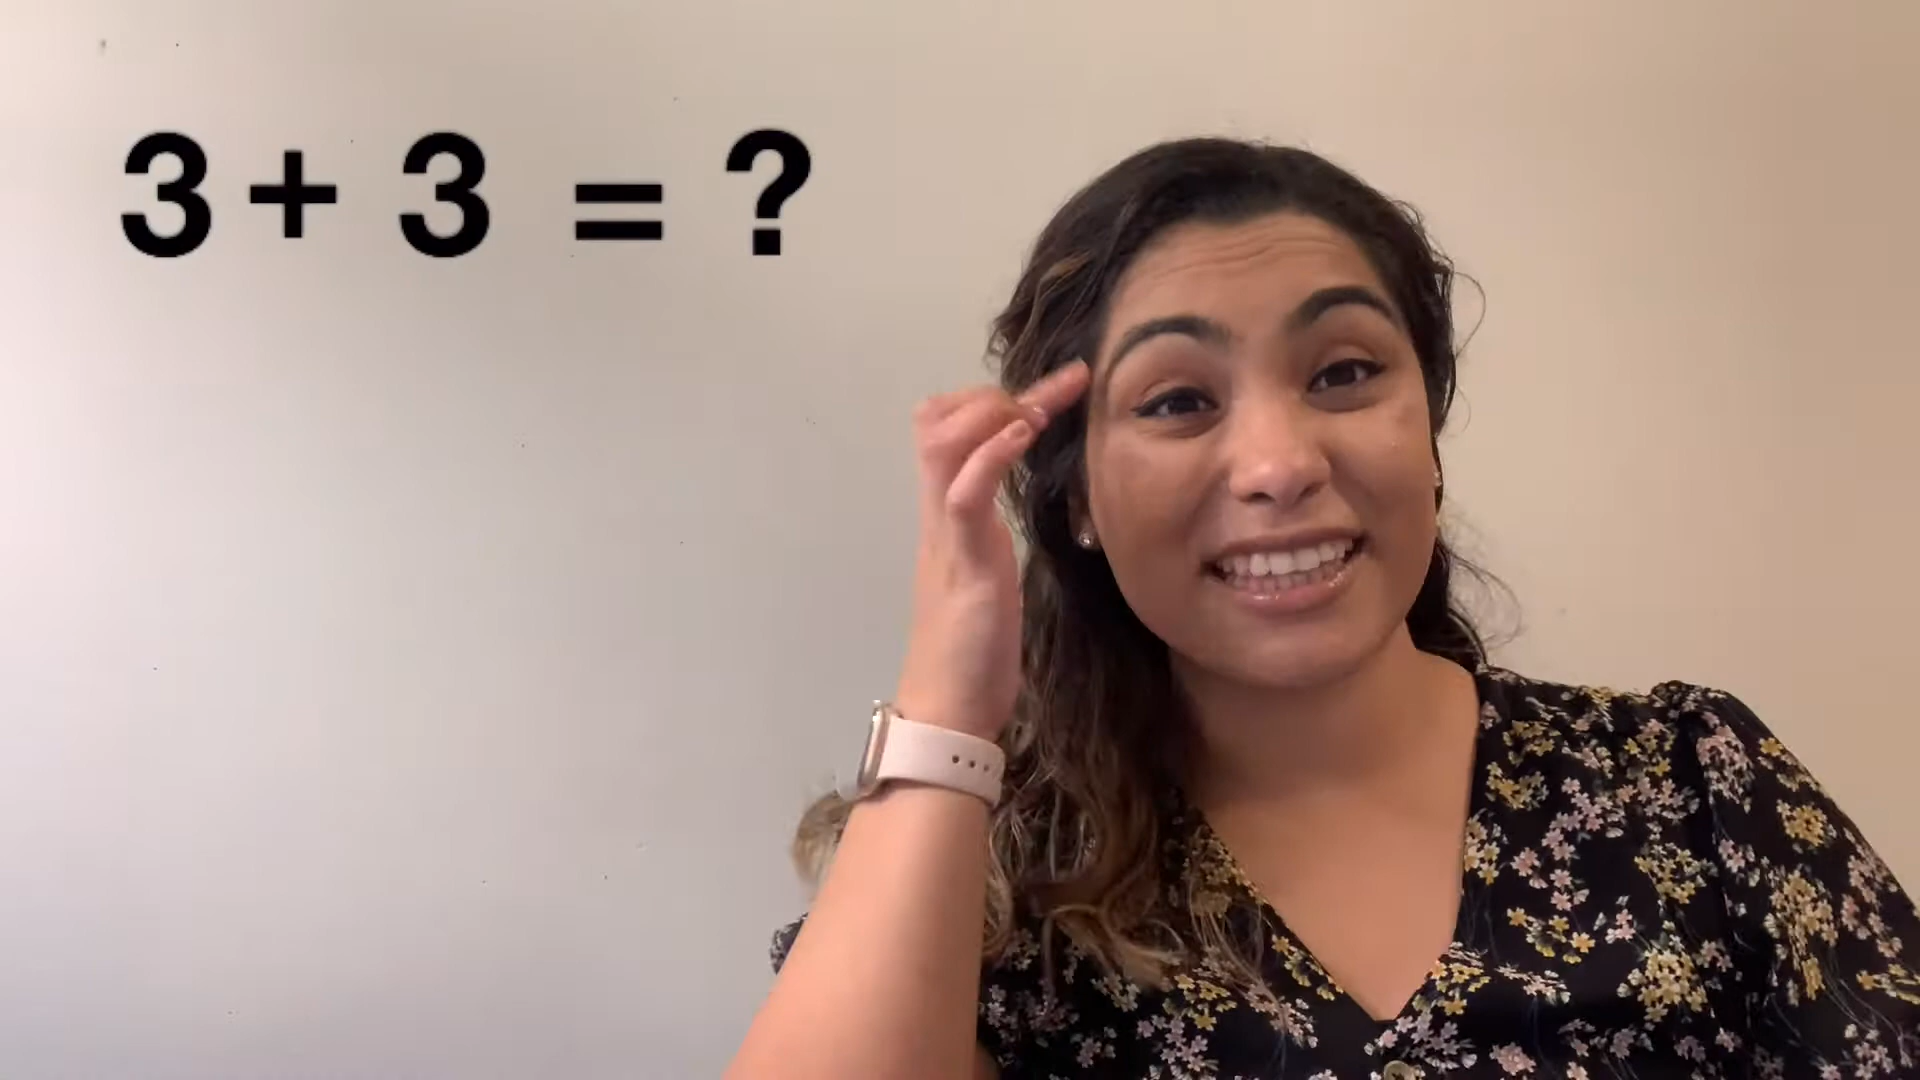 3 + 3 = ?